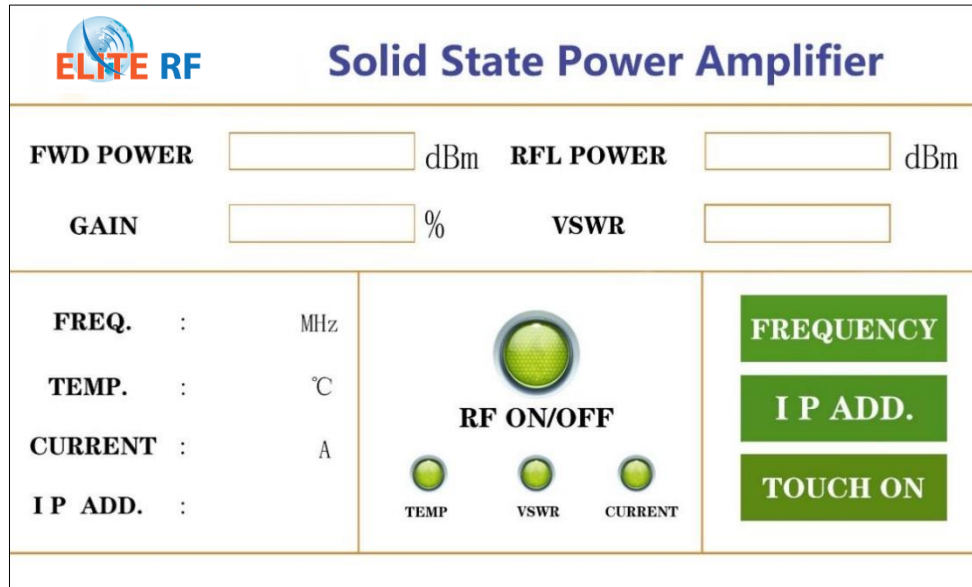 ELITE RF
Solid State Power Amplifier
FWD POWER dBm RFL POWER dBm
GAIN % VSWR
FREQ. : MHz
TEMP. : ℃
CURRENT : A
I P ADD. :
RF ON/OFF
TEMP VSWR CURRENT
FREQUENCY
I P ADD.
TOUCH ON